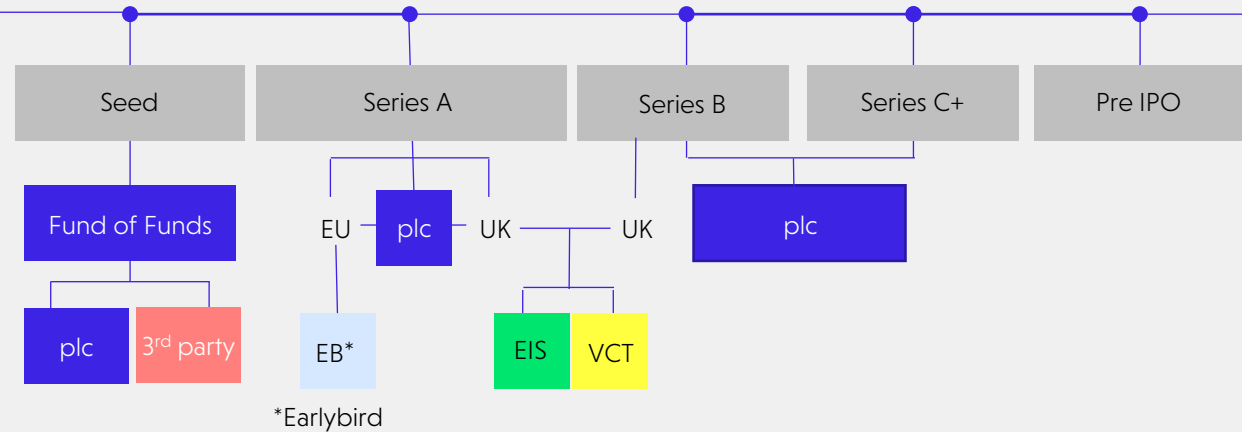 Seed
Series A
Series B
Series C+
Pre IPO
Fund of Funds
EU
plc
UK
UK
plc
plc
3rd party
EB*
EIS
VCT
*Earlybird